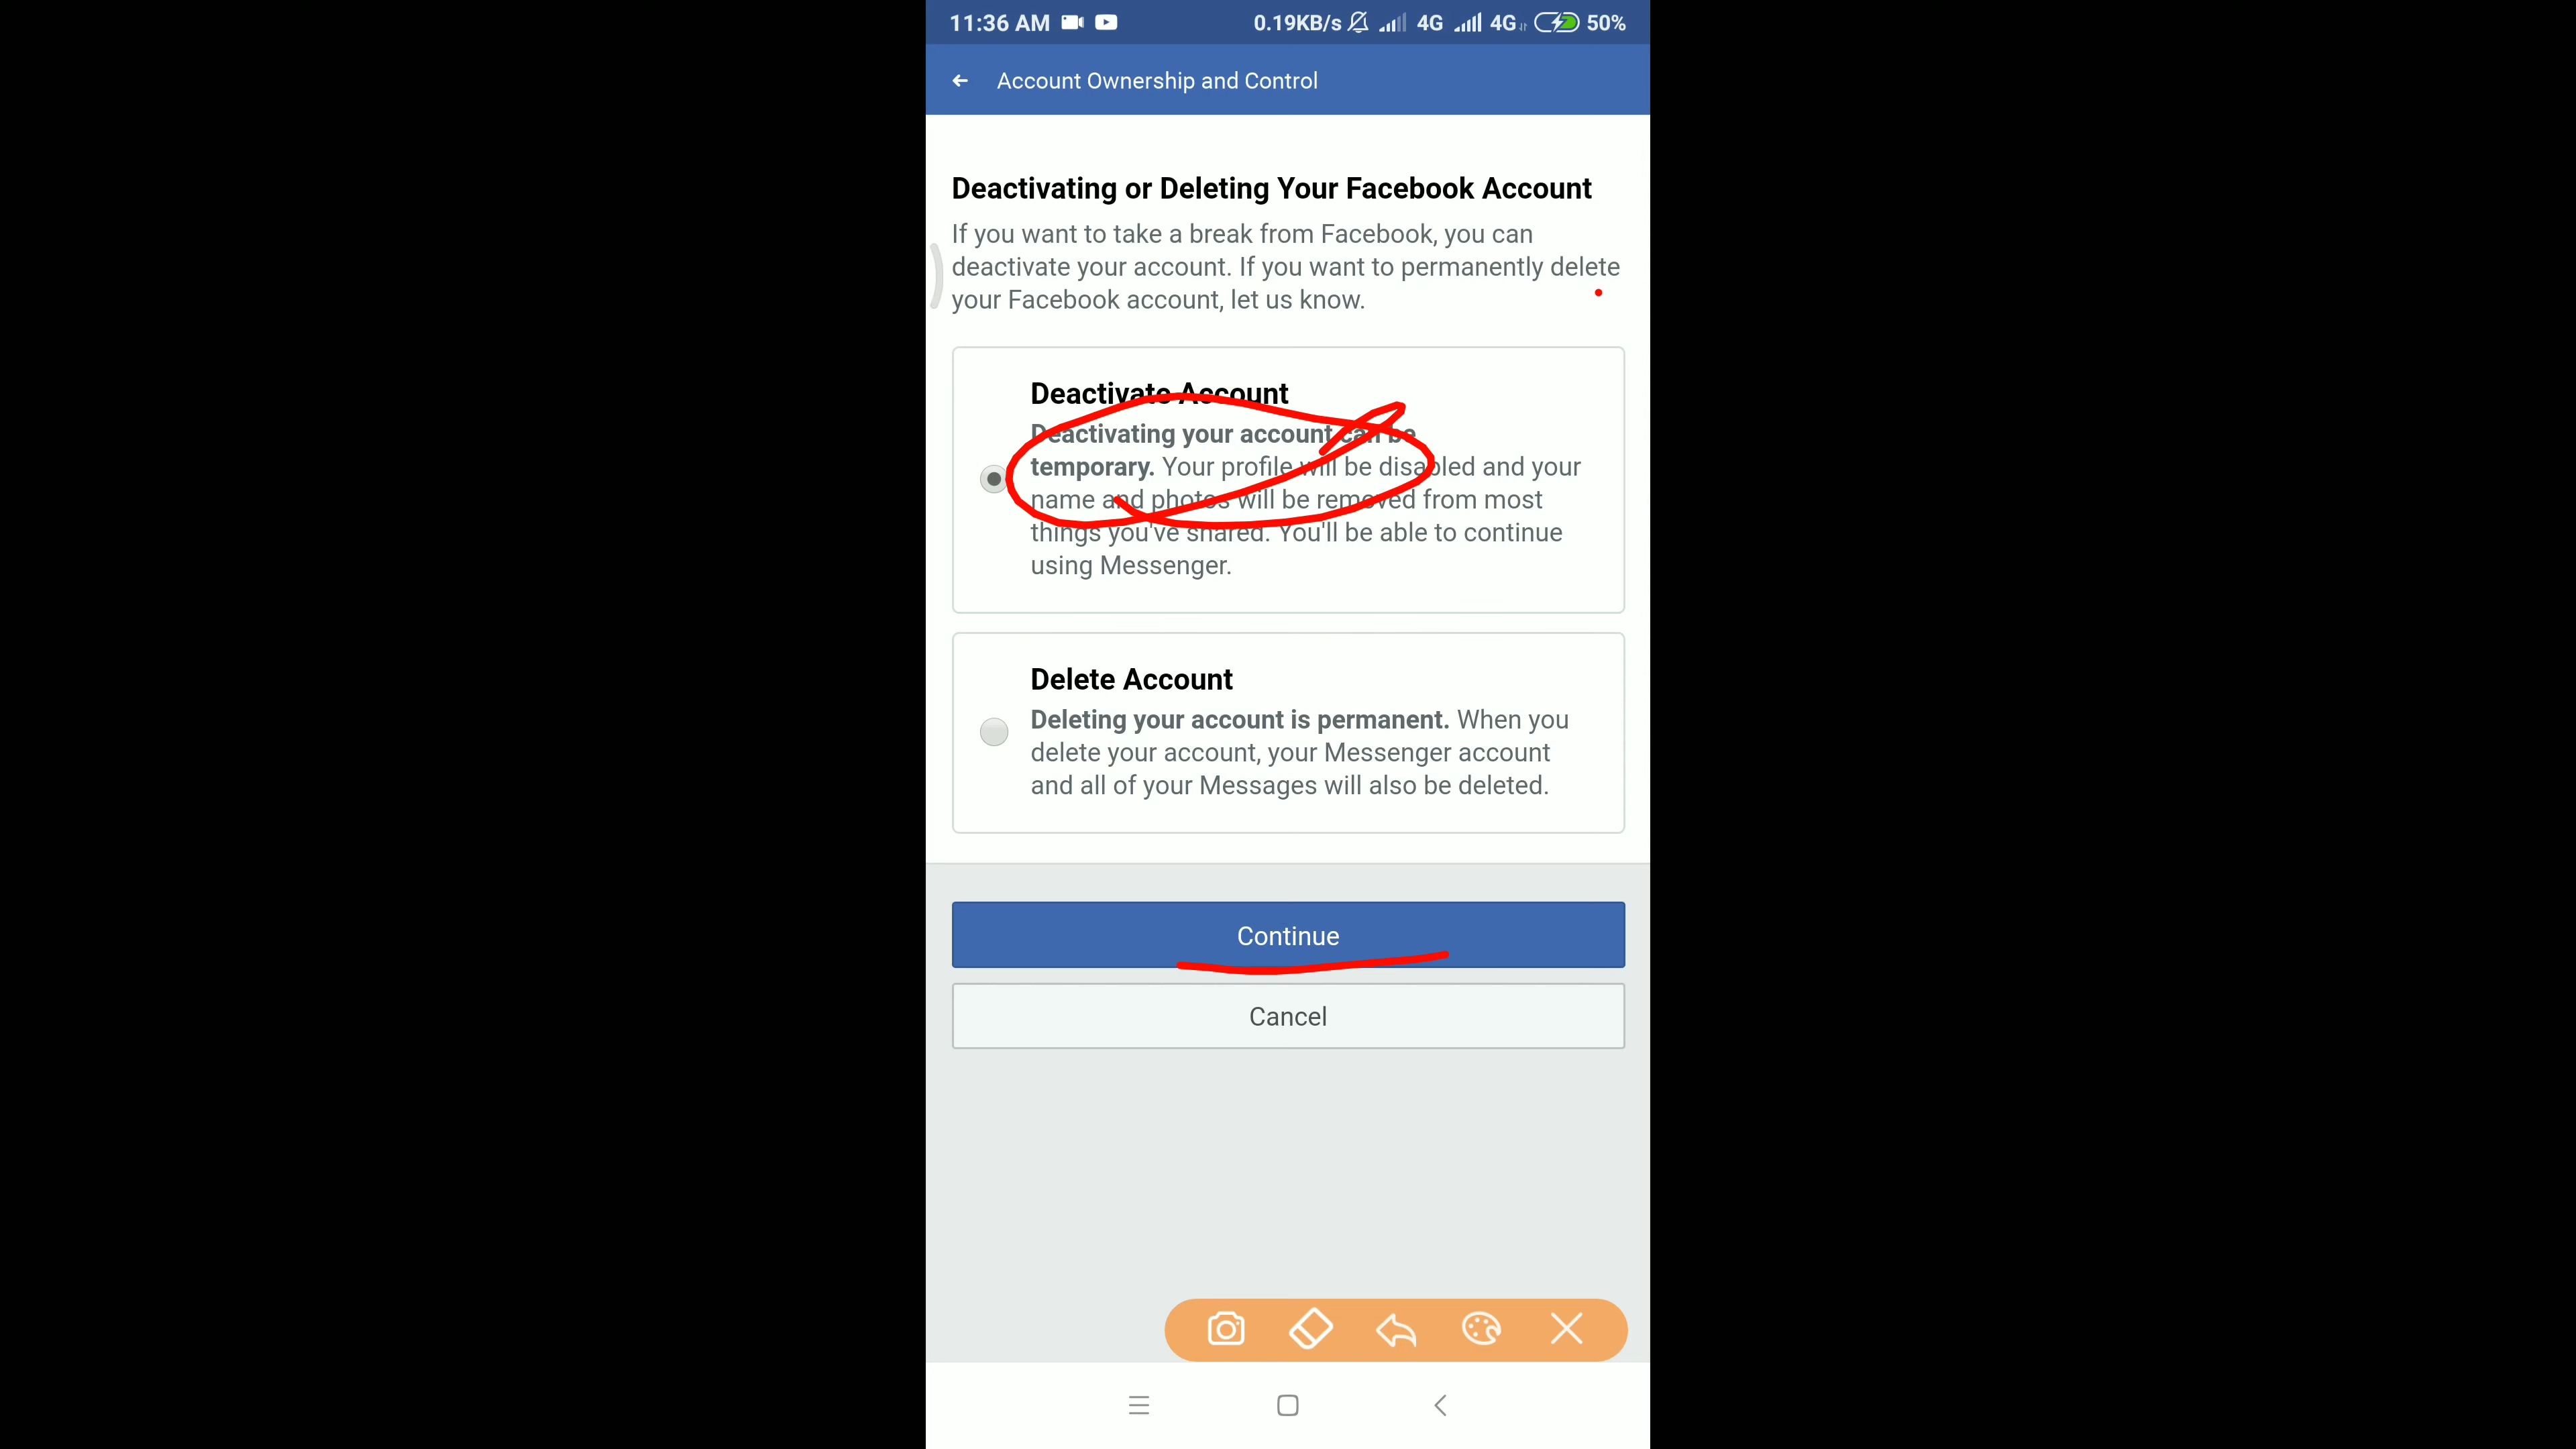 11:36 AM 0.19KB/s 4G 4G 50%
Account Ownership and Control
Deactivating or Deleting Your Facebook Account
If you want to take a break from Facebook, you can
deactivate your account. If you want to permanently delete
your Facebook account, let us know.
Deactivate Account
Deactivating your account can be
temporary. Your profile will be disabled and your
name and photos will be removed from most
things you've shared. You'll be able to continue
using Messenger.
Delete Account
Deleting your account is permanent. When you
delete your account, your Messenger account
and all of your Messages will also be deleted.
Continue
Cancel